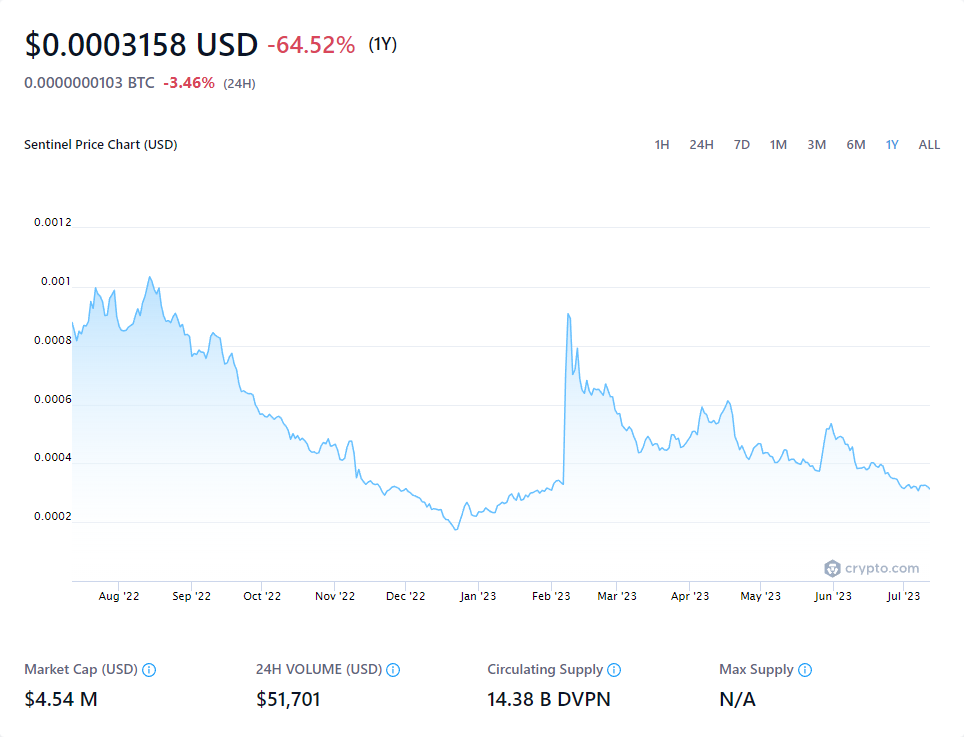 $0.0003158 USD -64.52% (1Y)
0.0000000103 BTC -3.46% (24H)
Sentinel Price Chart (USD) 1H 24H 7D 1M 3M 6M 1Y ALL
0.0012
0.001
0.0008
0.0006
0.0004
0.0002
crypto.com
Aug '22 Sep '22 Oct '22 Nov '22 Dec '22 Jan '23 Feb '23 Mar '23 Apr '23 May '23 Jun '23 Jul '23
Market Cap (USD) 24H VOLUME (USD) Circulating Supply Max Supply
$4.54 M $51,701 14.38 B DVPN N/A